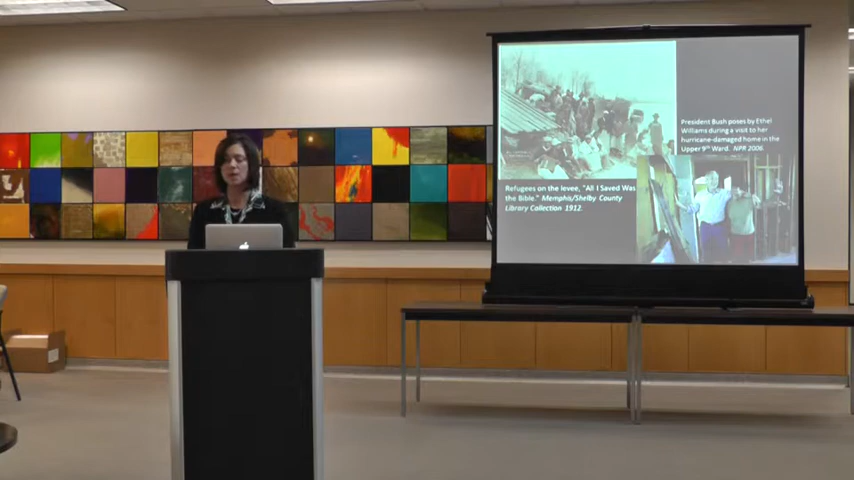 President Bush poses by Ethel
Williams during a visit to her
hurricane-damaged home in the
Upper 9th Ward. NPR 2006.
Refugees on the levee, "All I Saved Was
the Bible." Memphis/Shelby County
Library Collection 1912.